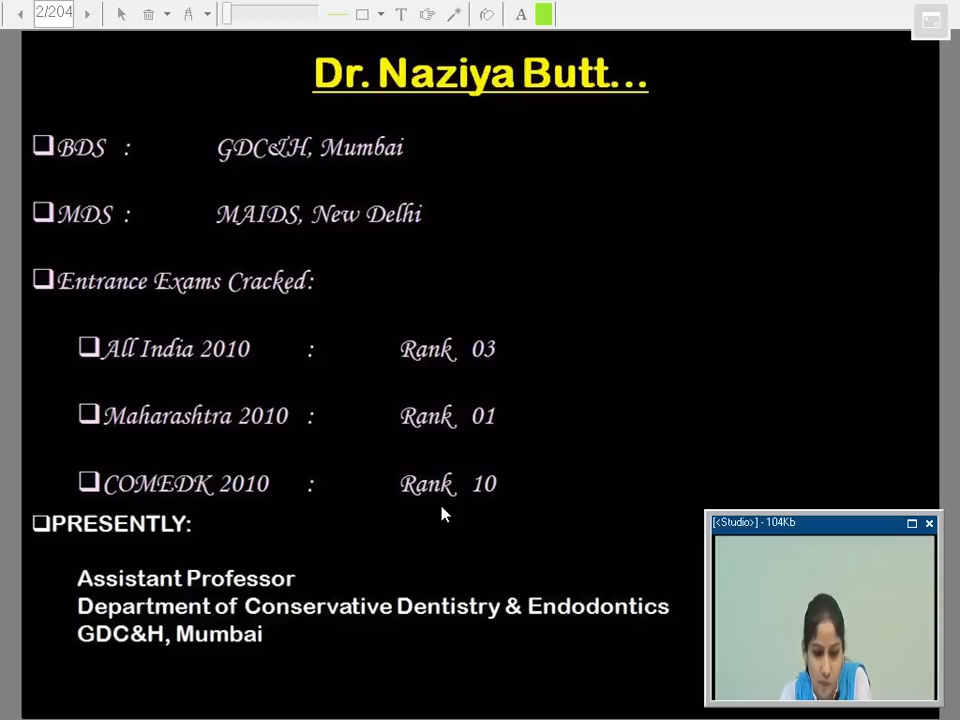 2/204
T
A
Dr. Naziya Butt...
BDS : GDC&H, Mumbai
MDS : MAIDS, New Delhi
Entrance Exams Cracked:
All India 2010 : Rank 03
Maharashtra 2010 : Rank 01
COMEDK 2010 : Rank 10
PRESENTLY:
Assistant Professor
Department of Conservative Dentistry & Endodontics
GDC&H, Mumbai
[<Studio>] - 104Kb